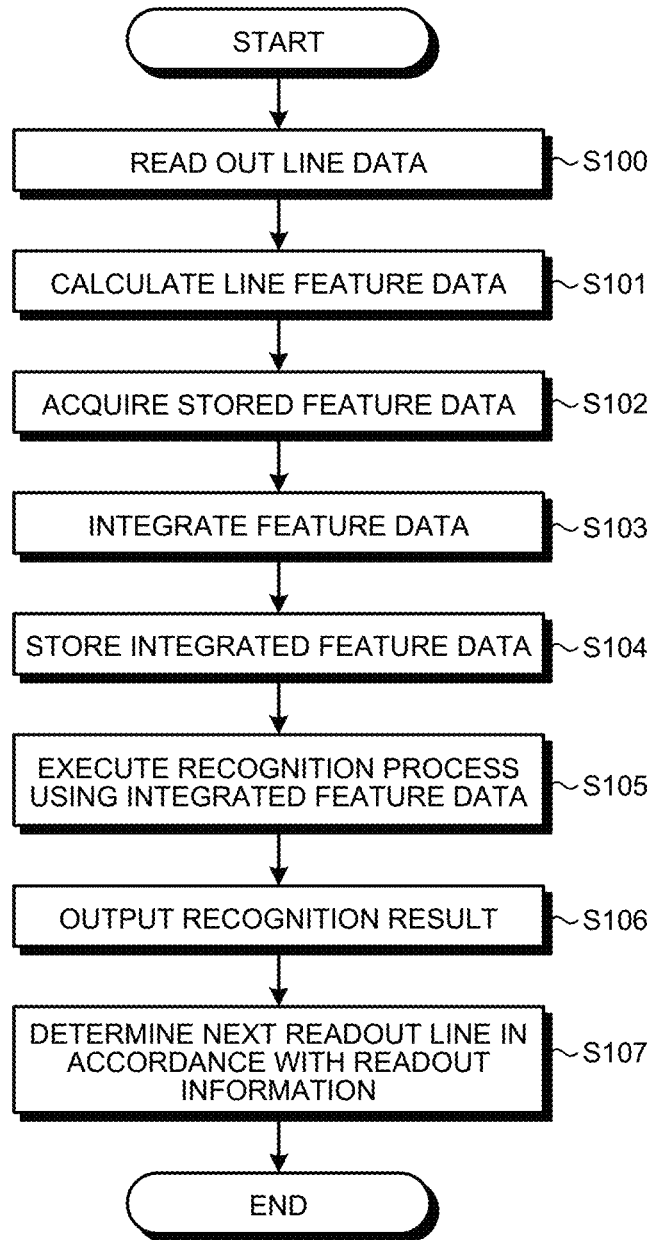 START
READ OUT LINE DATA ~S100
CALCULATE LINE FEATURE DATA ~S101
ACQUIRE STORED FEATURE DATA ~S102
INTEGRATE FEATURE DATA ~S103
STORE INTEGRATED FEATURE DATA ~S104
EXECUTE RECOGNITION PROCESS
USING INTEGRATED FEATURE DATA ~S105
OUTPUT RECOGNITION RESULT ~S106
DETERMINE NEXT READOUT LINE IN
ACCORDANCE WITH READOUT ~S107
INFORMATION
END